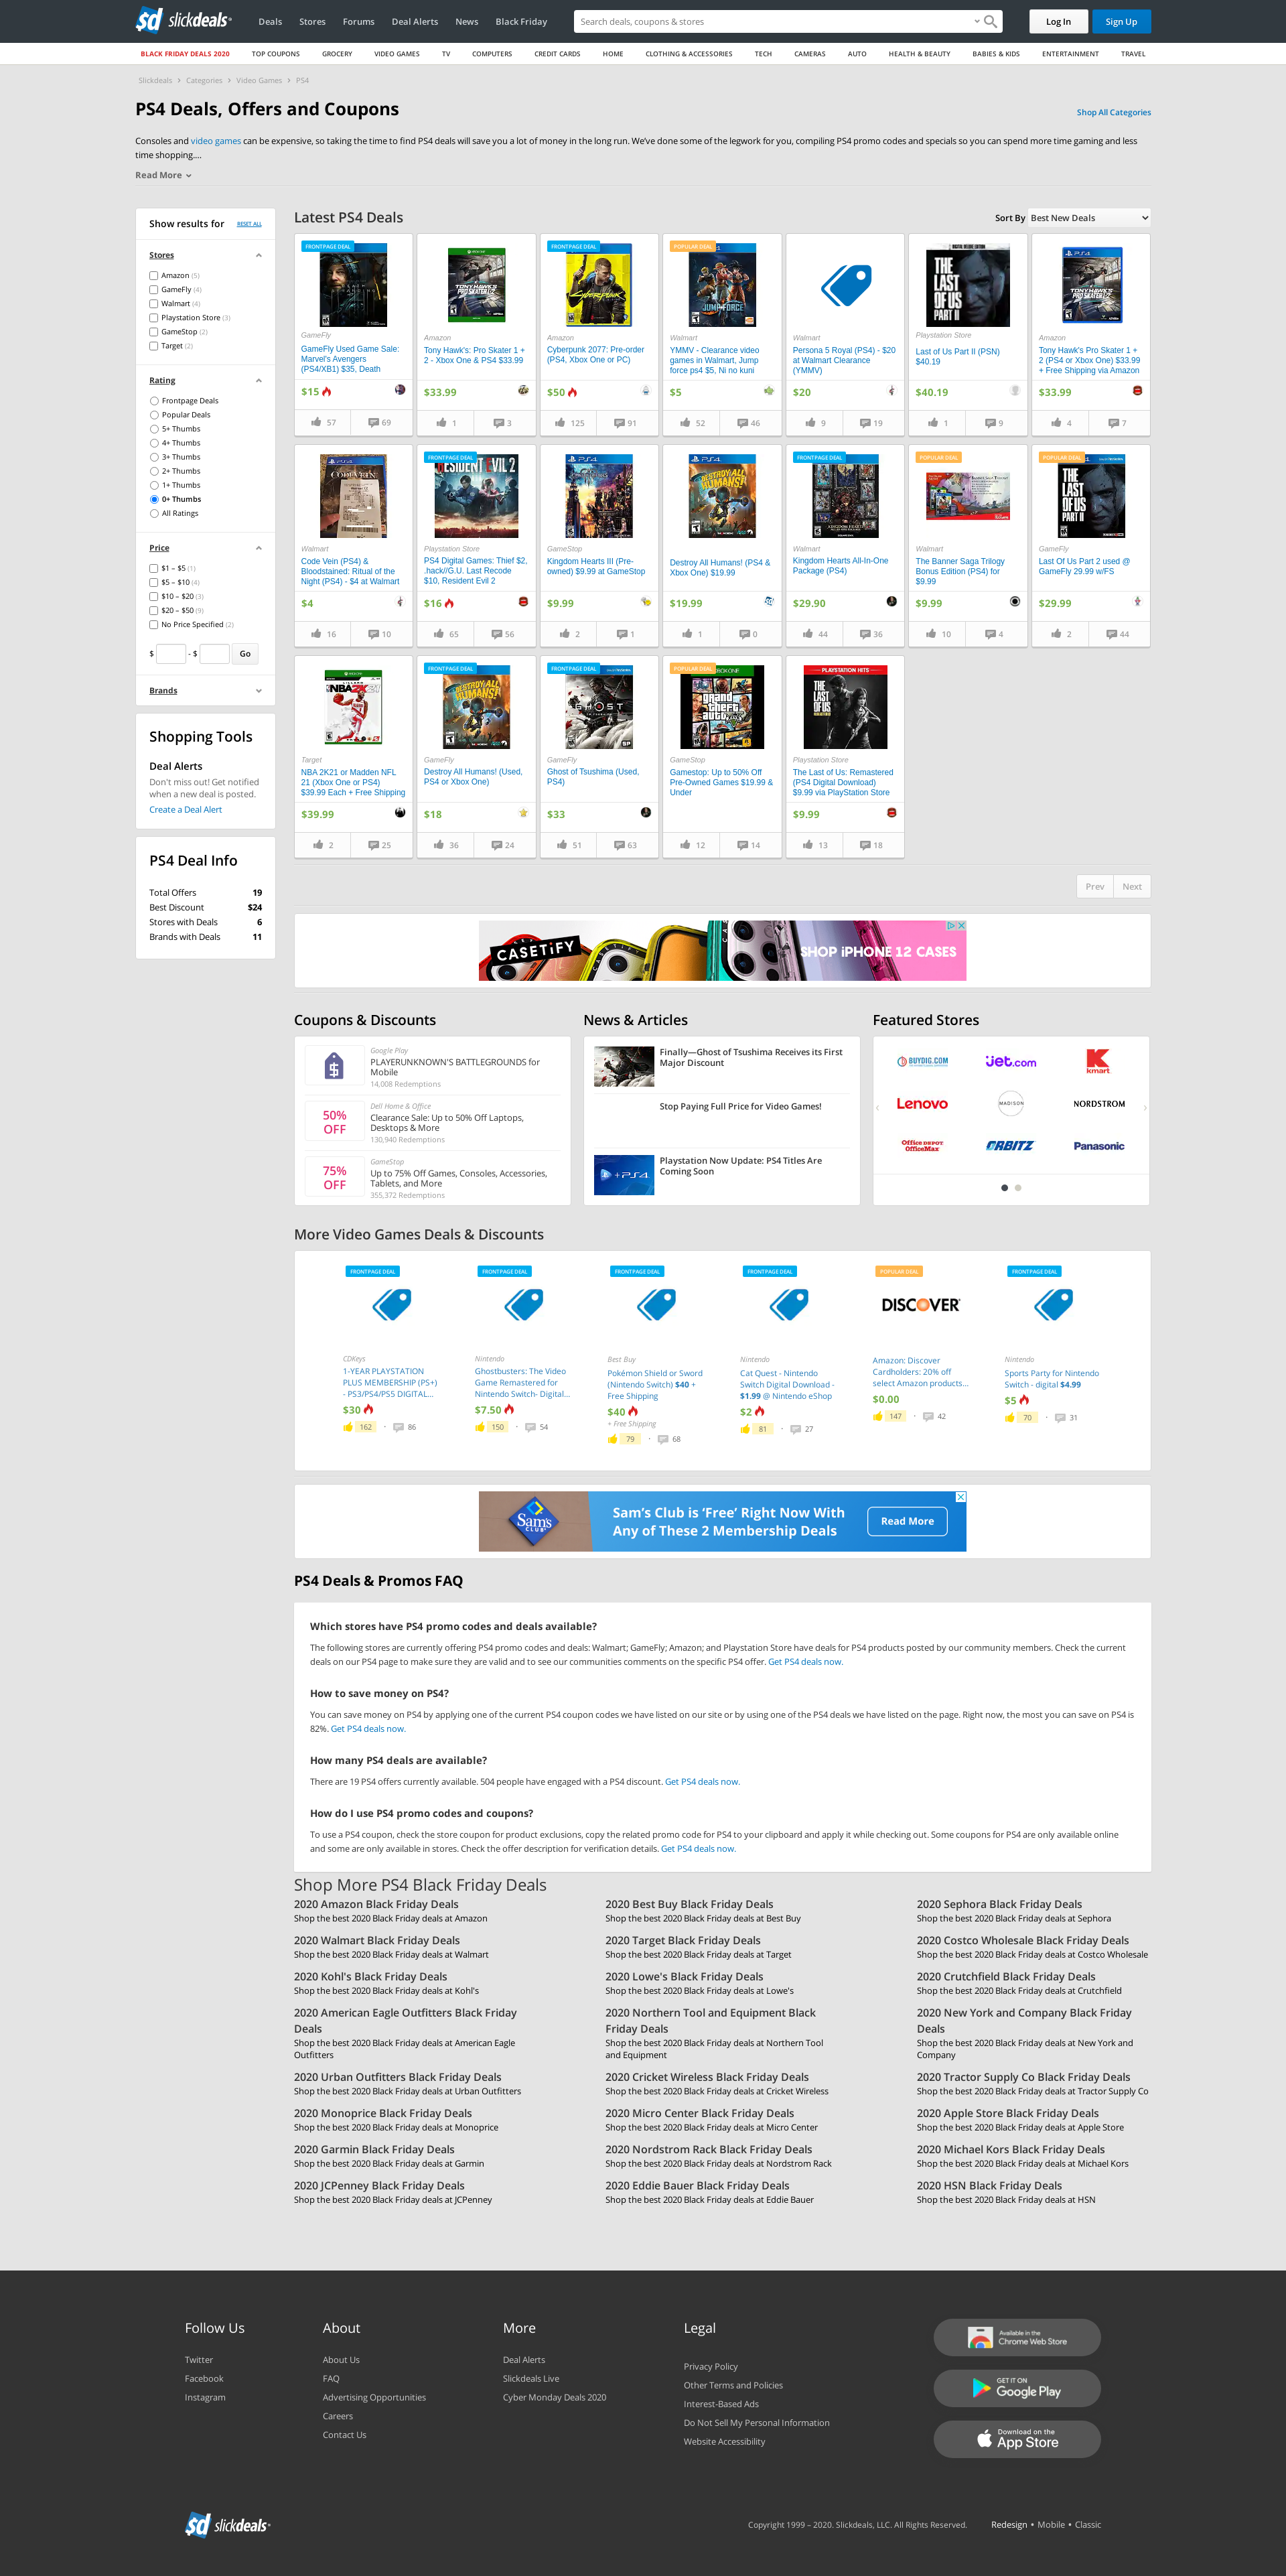 sd slickdeals
Deals
Stores
Forums
Deal Alerts
News
Black Friday
Search deals, coupons & stores
Log In
Sign Up
BLACK FRIDAY DEALS 2020
TOP COUPONS
GROCERY
VIDEO GAMES
TV
COMPUTERS
CREDIT CARDS
HOME
CLOTHING & ACCESSORIES
TECH
CAMERAS
AUTO
HEALTH & BEAUTY
BABIES & KIDS
ENTERTAINMENT
TRAVEL
Slickdeals › Categories › Video Games › PS4
PS4 Deals, Offers and Coupons
Shop All Categories
Consoles and video games can be expensive, so taking the time to find PS4 deals will save you a lot of money in the long run. We've done some of the legwork for you, compiling PS4 promo codes and specials so you can spend more time gaming and less
time shopping....
Read More
Show results for
RESET ALL
Stores
Amazon (5)
GameFly (4)
Walmart (4)
Playstation Store (3)
GameStop (2)
Target (2)
Rating
Frontpage Deals
Popular Deals
5+ Thumbs
4+ Thumbs
3+ Thumbs
2+ Thumbs
1+ Thumbs
0+ Thumbs
All Ratings
Price
$1 – $5 (1)
$5 – $10 (4)
$10 – $20 (3)
$20 – $50 (9)
No Price Specified (2)
$ - $ Go
Brands
Shopping Tools
Deal Alerts
Don't miss out! Get notified
when a new deal is posted.
Create a Deal Alert
PS4 Deal Info
Total Offers 19
Best Discount $24
Stores with Deals 6
Brands with Deals 11
Latest PS4 Deals
Sort By Best New Deals
FRONTPAGE DEAL
GameFly
GameFly Used Game Sale:
Marvel's Avengers
(PS4/XB1) $35, Death
$15
57 69
Amazon
Tony Hawk's: Pro Skater 1 +
2 - Xbox One & PS4 $33.99
$33.99
1 3
FRONTPAGE DEAL
Amazon
Cyberpunk 2077: Pre-order
(PS4, Xbox One or PC)
$50
125 91
POPULAR DEAL
Walmart
YMMV - Clearance video
games in Walmart, Jump
force ps4 $5, Ni no kuni
$5
52 46
Walmart
Persona 5 Royal (PS4) - $20
at Walmart Clearance
(YMMV)
$20
9 19
THE LAST OF US PART II
Playstation Store
Last of Us Part II (PSN)
$40.19
$40.19
1 9
Amazon
Tony Hawk's Pro Skater 1 +
2 (PS4 or Xbox One) $33.99
+ Free Shipping via Amazon
$33.99
4 7
Walmart
Code Vein (PS4) &
Bloodstained: Ritual of the
Night (PS4) - $4 at Walmart
$4
16 10
FRONTPAGE DEAL
Playstation Store
PS4 Digital Games: Thief $2,
.hack//G.U. Last Recode
$10, Resident Evil 2
$16
65 56
GameStop
Kingdom Hearts III (Pre-
owned) $9.99 at GameStop
$9.99
2 1
Destroy All Humans! (PS4 &
Xbox One) $19.99
$19.99
1 0
FRONTPAGE DEAL
Walmart
Kingdom Hearts All-In-One
Package (PS4)
$29.90
44 36
POPULAR DEAL
Walmart
The Banner Saga Trilogy
Bonus Edition (PS4) for
$9.99
$9.99
10 4
POPULAR DEAL
THE LAST OF US PART II
GameFly
Last Of Us Part 2 used @
GameFly 29.99 w/FS
$29.99
2 44
NBA 2K21
Target
NBA 2K21 or Madden NFL
21 (Xbox One or PS4)
$39.99 Each + Free Shipping
$39.99
2 25
FRONTPAGE DEAL
GameFly
Destroy All Humans! (Used,
PS4 or Xbox One)
$18
36 24
FRONTPAGE DEAL
GHOST
GameFly
Ghost of Tsushima (Used,
PS4)
$33
51 63
POPULAR DEAL
grand theft auto
GameStop
Gamestop: Up to 50% Off
Pre-Owned Games $19.99 &
Under
12 14
PLAYSTATION HITS
THE LAST OF US
Playstation Store
The Last of Us: Remastered
(PS4 Digital Download)
$9.99 via PlayStation Store
$9.99
13 18
Prev Next
CASETiFY SHOP iPHONE 12 CASES
Coupons & Discounts
Google Play
PLAYERUNKNOWN'S BATTLEGROUNDS for
Mobile
14,008 Redemptions
50%
OFF
Dell Home & Office
Clearance Sale: Up to 50% Off Laptops,
Desktops & More
130,940 Redemptions
75%
OFF
GameStop
Up to 75% Off Games, Consoles, Accessories,
Tablets, and More
355,372 Redemptions
News & Articles
Finally—Ghost of Tsushima Receives its First
Major Discount
Stop Paying Full Price for Video Games!
+PS4
Playstation Now Update: PS4 Titles Are
Coming Soon
Featured Stores
BUYDIG.COM
jet.com
kmart
Lenovo
MADISON
NORDSTROM
Office DEPOT
OfficeMax
ORBITZ
Panasonic
More Video Games Deals & Discounts
FRONTPAGE DEAL
CDKeys
1-YEAR PLAYSTATION
PLUS MEMBERSHIP (PS+)
- PS3/PS4/PS5 DIGITAL...
$30
162 · 86
FRONTPAGE DEAL
Nintendo
Ghostbusters: The Video
Game Remastered for
Nintendo Switch- Digital...
$7.50
150 · 54
FRONTPAGE DEAL
Best Buy
Pokémon Shield or Sword
(Nintendo Switch) $40 +
Free Shipping
$40
+ Free Shipping
79 · 68
FRONTPAGE DEAL
Nintendo
Cat Quest - Nintendo
Switch Digital Download -
$1.99 @ Nintendo eShop
$2
81 · 27
POPULAR DEAL
DISCOVER
Amazon: Discover
Cardholders: 20% off
select Amazon products...
$0.00
147 · 42
FRONTPAGE DEAL
Nintendo
Sports Party for Nintendo
Switch - digital $4.99
$5
70 · 31
Sam's CLUB
Sam's Club is 'Free' Right Now With
Any of These 2 Membership Deals
Read More
PS4 Deals & Promos FAQ
Which stores have PS4 promo codes and deals available?
The following stores are currently offering PS4 promo codes and deals: Walmart; GameFly; Amazon; and Playstation Store have deals for PS4 products posted by our community members. Check the current
deals on our PS4 page to make sure they are valid and to see our communities comments on the specific PS4 offer. Get PS4 deals now.
How to save money on PS4?
You can save money on PS4 by applying one of the current PS4 coupon codes we have listed on our site or by using one of the PS4 deals we have listed on the page. Right now, the most you can save on PS4 is
82%. Get PS4 deals now.
How many PS4 deals are available?
There are 19 PS4 offers currently available. 504 people have engaged with a PS4 discount. Get PS4 deals now.
How do I use PS4 promo codes and coupons?
To use a PS4 coupon, check the store coupon for product exclusions, copy the related promo code for PS4 to your clipboard and apply it while checking out. Some coupons for PS4 are only available online
and some are only available in stores. Check the offer description for verification details. Get PS4 deals now.
Shop More PS4 Black Friday Deals
2020 Amazon Black Friday Deals
Shop the best 2020 Black Friday deals at Amazon
2020 Best Buy Black Friday Deals
Shop the best 2020 Black Friday deals at Best Buy
2020 Sephora Black Friday Deals
Shop the best 2020 Black Friday deals at Sephora
2020 Walmart Black Friday Deals
Shop the best 2020 Black Friday deals at Walmart
2020 Target Black Friday Deals
Shop the best 2020 Black Friday deals at Target
2020 Costco Wholesale Black Friday Deals
Shop the best 2020 Black Friday deals at Costco Wholesale
2020 Kohl's Black Friday Deals
Shop the best 2020 Black Friday deals at Kohl's
2020 Lowe's Black Friday Deals
Shop the best 2020 Black Friday deals at Lowe's
2020 Crutchfield Black Friday Deals
Shop the best 2020 Black Friday deals at Crutchfield
2020 American Eagle Outfitters Black Friday
Deals
Shop the best 2020 Black Friday deals at American Eagle
Outfitters
2020 Northern Tool and Equipment Black
Friday Deals
Shop the best 2020 Black Friday deals at Northern Tool
and Equipment
2020 New York and Company Black Friday
Deals
Shop the best 2020 Black Friday deals at New York and
Company
2020 Urban Outfitters Black Friday Deals
Shop the best 2020 Black Friday deals at Urban Outfitters
2020 Cricket Wireless Black Friday Deals
Shop the best 2020 Black Friday deals at Cricket Wireless
2020 Tractor Supply Co Black Friday Deals
Shop the best 2020 Black Friday deals at Tractor Supply Co
2020 Monoprice Black Friday Deals
Shop the best 2020 Black Friday deals at Monoprice
2020 Micro Center Black Friday Deals
Shop the best 2020 Black Friday deals at Micro Center
2020 Apple Store Black Friday Deals
Shop the best 2020 Black Friday deals at Apple Store
2020 Garmin Black Friday Deals
Shop the best 2020 Black Friday deals at Garmin
2020 Nordstrom Rack Black Friday Deals
Shop the best 2020 Black Friday deals at Nordstrom Rack
2020 Michael Kors Black Friday Deals
Shop the best 2020 Black Friday deals at Michael Kors
2020 JCPenney Black Friday Deals
Shop the best 2020 Black Friday deals at JCPenney
2020 Eddie Bauer Black Friday Deals
Shop the best 2020 Black Friday deals at Eddie Bauer
2020 HSN Black Friday Deals
Shop the best 2020 Black Friday deals at HSN
Follow Us
Twitter
Facebook
Instagram
About
About Us
FAQ
Advertising Opportunities
Careers
Contact Us
More
Deal Alerts
Slickdeals Live
Cyber Monday Deals 2020
Legal
Privacy Policy
Other Terms and Policies
Interest-Based Ads
Do Not Sell My Personal Information
Website Accessibility
Available in the
Chrome Web Store
GET IT ON
Google Play
Download on the
App Store
sd slickdeals
Copyright 1999 – 2020. Slickdeals, LLC. All Rights Reserved.
Redesign • Mobile • Classic